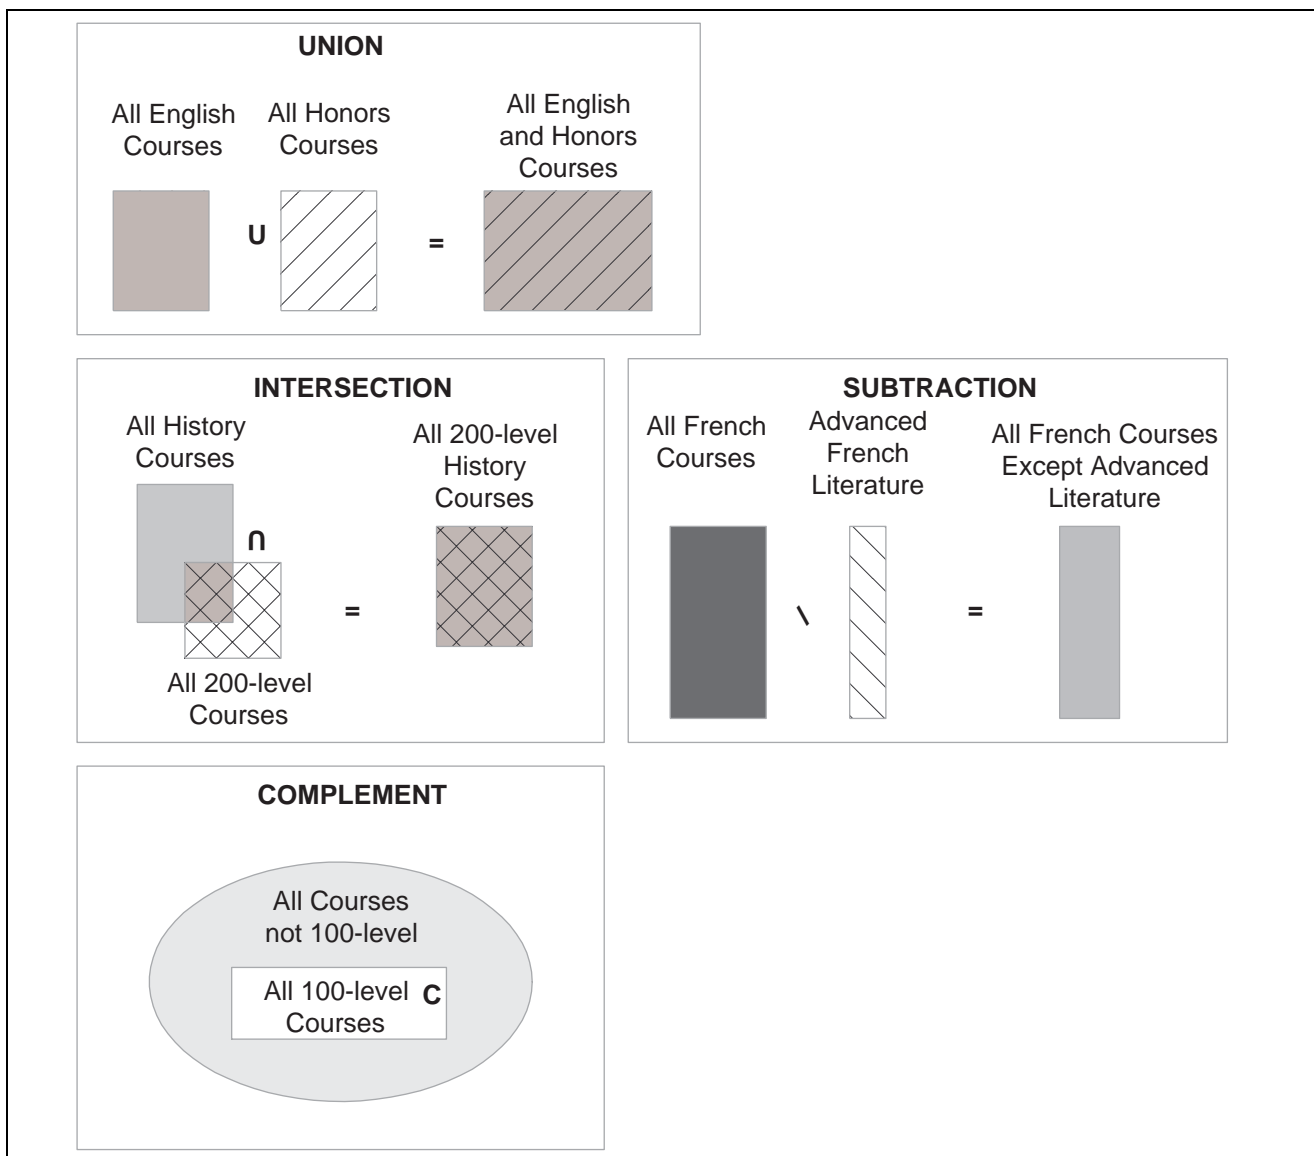 UNION
All English
Courses
All Honors
Courses
All English
and Honors
Courses
U
=
INTERSECTION
All History
Courses
∩
All 200-level
Courses
=
All 200-level
History
Courses
SUBTRACTION
All French
Courses
\
Advanced
French
Literature
=
All French Courses
Except Advanced
Literature
COMPLEMENT
All Courses
not 100-level
All 100-level C
Courses